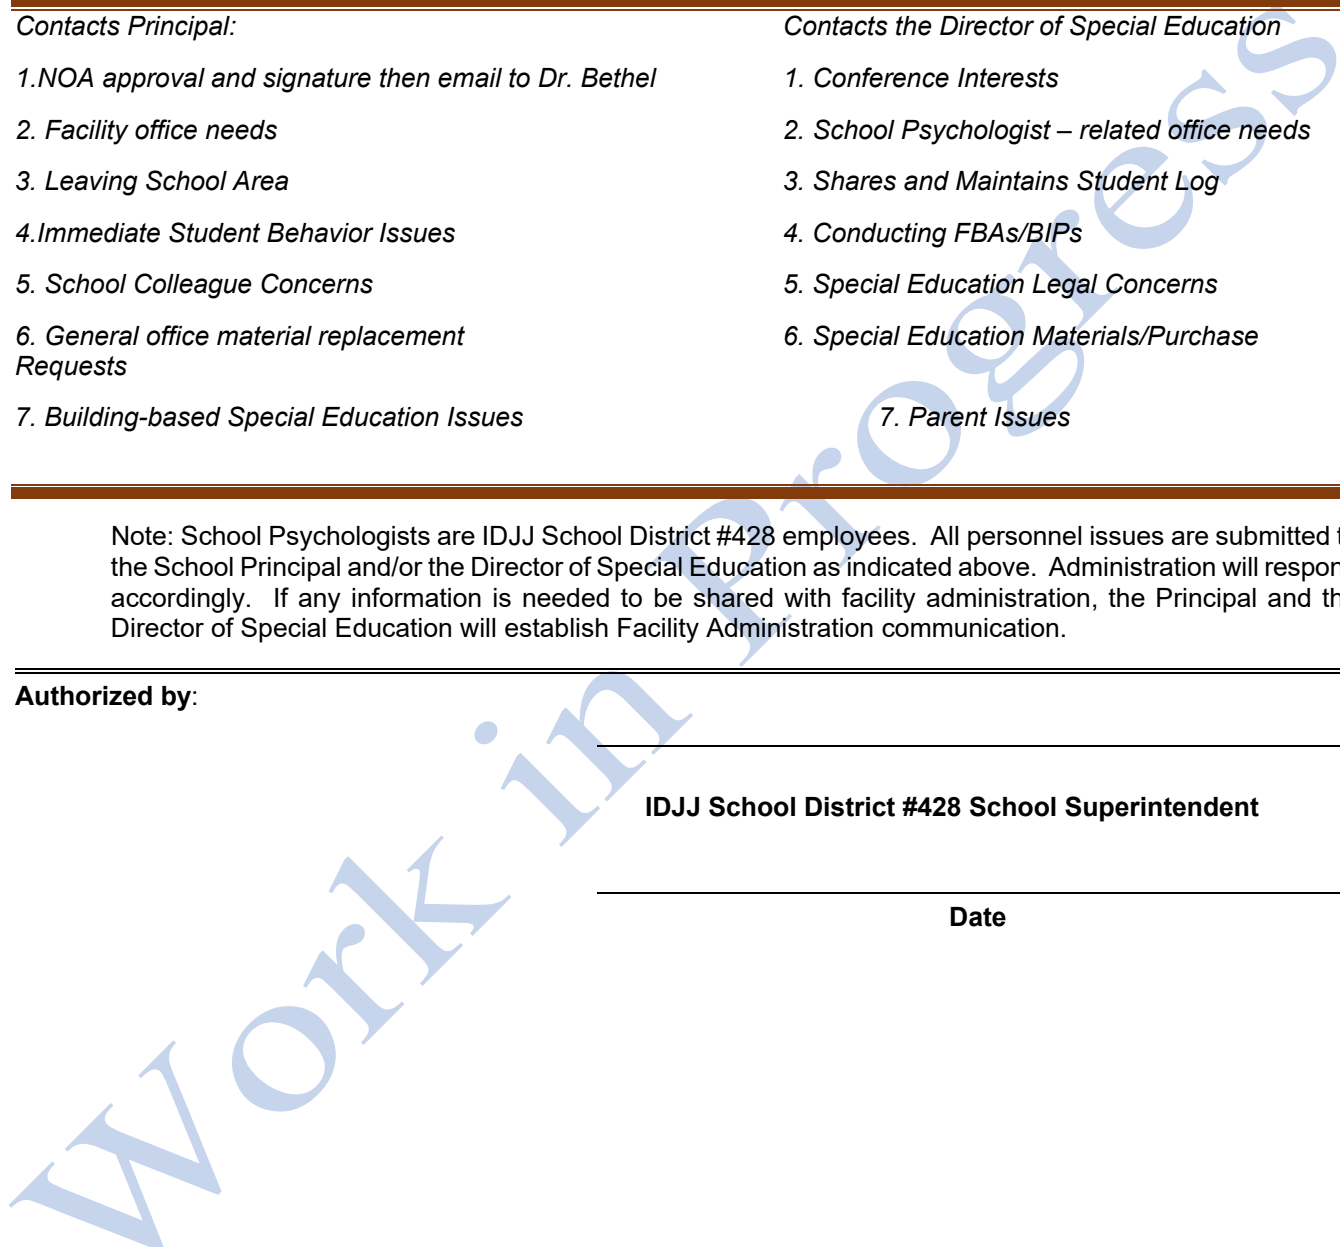 Contacts Principal:
1.NOA approval and signature then email to Dr. Bethel
2. Facility office needs
3. Leaving School Area
4.Immediate Student Behavior Issues
5. School Colleague Concerns
6. General office material replacement
Requests
7. Building-based Special Education Issues
Contacts the Director of Special Education
1. Conference Interests
2. School Psychologist – related office needs
3. Shares and Maintains Student Log
4. Conducting FBAs/BIPs
5. Special Education Legal Concerns
6. Special Education Materials/Purchase
7. Parent Issues
Note: School Psychologists are IDJJ School District #428 employees. All personnel issues are submitted t
the School Principal and/or the Director of Special Education as indicated above. Administration will respon
accordingly. If any information is needed to be shared with facility administration, the Principal and th
Director of Special Education will establish Facility Administration communication.
Authorized by:
IDJJ School District #428 School Superintendent
Date
Work in Progress